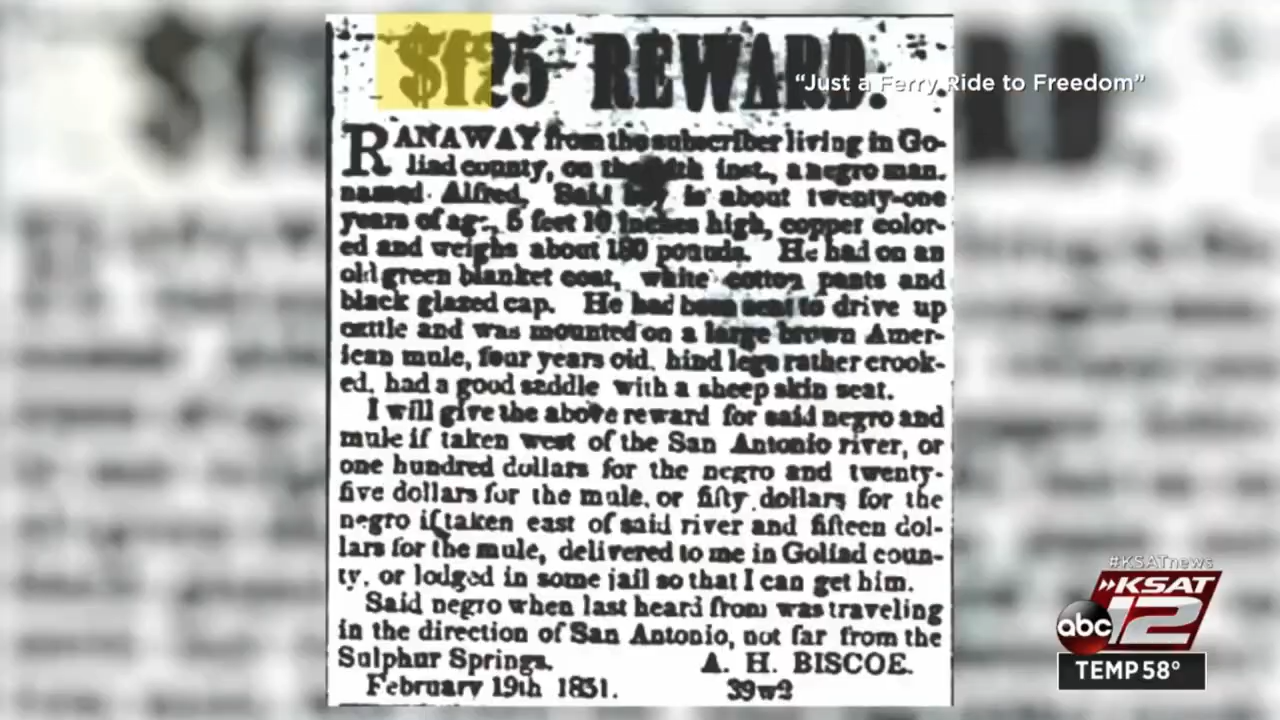 $125 REWARD.
"Just a Ferry Ride to Freedom"
RANAWAY from the subscriber living in Go-
liad county, on the inst., a negro man,
named Alfred. Said boy is about twenty-one
years of age, 5 feet 10 inches high, copper color-
ed and weighs about 180 pounds. He had on an
old green blanket coat, white cotton pants and
black glazed cap. He had been sent to drive up
cattle and was mounted on a large brown Amer-
ican mule, four years old, hind legs rather crook-
ed, had a good saddle with a sheep skin seat.
I will give the above reward for said negro and
mule if taken west of the San Antonio river, or
one hundred dollars for the negro and twenty-
five dollars for the mule, or fifty dollars for the
negro if taken east of said river and fifteen dol-
lars for the mule, delivered to me in Goliad coun-
ty, or lodged in some jail so that I can get him.
Said negro when last heard from was traveling
in the direction of San Antonio, not far from the
Sulphur Springs. A. H. BISCOE.
February 19th 1851. 39w2
#KSATnews
KSAT
abc 12
TEMP 58°